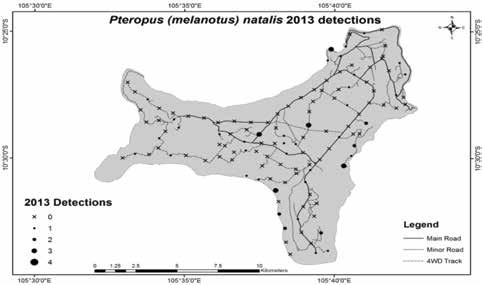 Pteropus (melanotus) natalis 2013 detections
105°30'0"E
105°35'0"E
105°40'0"E
10°25'0"S
10°25'0"S
10°30'0"S
10°30'0"S
2013 Detections
0
1
2
3
4
Legend
Main Road
Minor Road
4WD Track
0 1.25 2.5 5 7.5 10
Kilometers
105°30'0"E
105°35'0"E
105°40'0"E